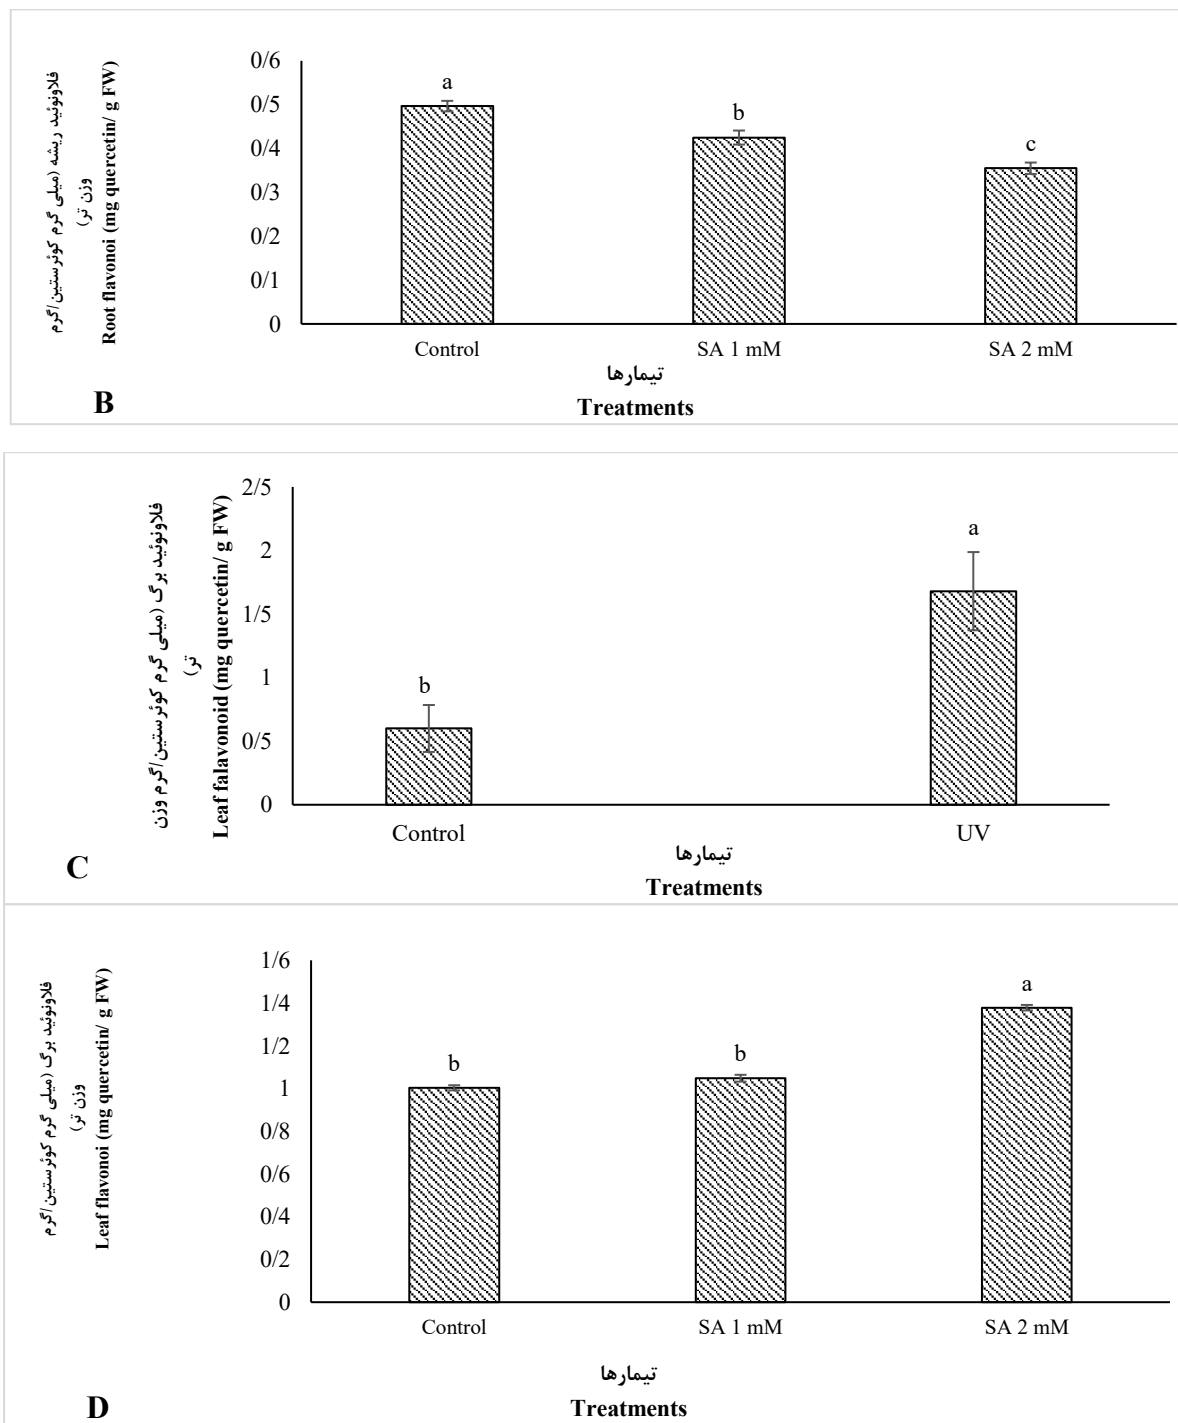 فلاونوئید ریشه (میلی گرم کوئرستین/گرم
وزن تر)
Root flavonoi (mg quercetin/ g FW)
0/6
0/5
0/4
0/3
0/2
0/1
0
a
b
c
Control
SA 1 mM
SA 2 mM
تیمارها
Treatments
B
فلاونوئید برگ (میلی گرم کوئرستین/گرم وزن
تر)
Leaf falavonoid (mg quercetin/ g FW)
2/5
2
1/5
1
0/5
0
b
a
Control
UV
تیمارها
Treatments
C
فلاونوئید برگ (میلی گرم کوئرستین/گرم
وزن تر)
Leaf flavonoi (mg quercetin/ g FW)
1/6
1/4
1/2
1
0/8
0/6
0/4
0/2
0
b
b
a
Control
SA 1 mM
SA 2 mM
تیمارها
Treatments
D